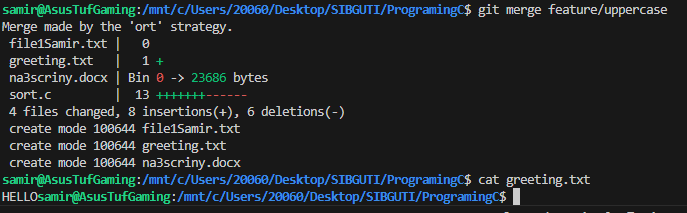 samir@AsusTufGaming:/mnt/c/Users/20060/Desktop/SIBGUTI/ProgramingC$ git merge feature/uppercase
Merge made by the 'ort' strategy.
 file1Samir.txt |   0
 greeting.txt   |   1 +
 na3scriny.docx | Bin 0 -> 23686 bytes
 sort.c         |  13 +++++++------
 4 files changed, 8 insertions(+), 6 deletions(-)
 create mode 100644 file1Samir.txt
 create mode 100644 greeting.txt
 create mode 100644 na3scriny.docx
samir@AsusTufGaming:/mnt/c/Users/20060/Desktop/SIBGUTI/ProgramingC$ cat greeting.txt
HELLOsamir@AsusTufGaming:/mnt/c/Users/20060/Desktop/SIBGUTI/ProgramingC$